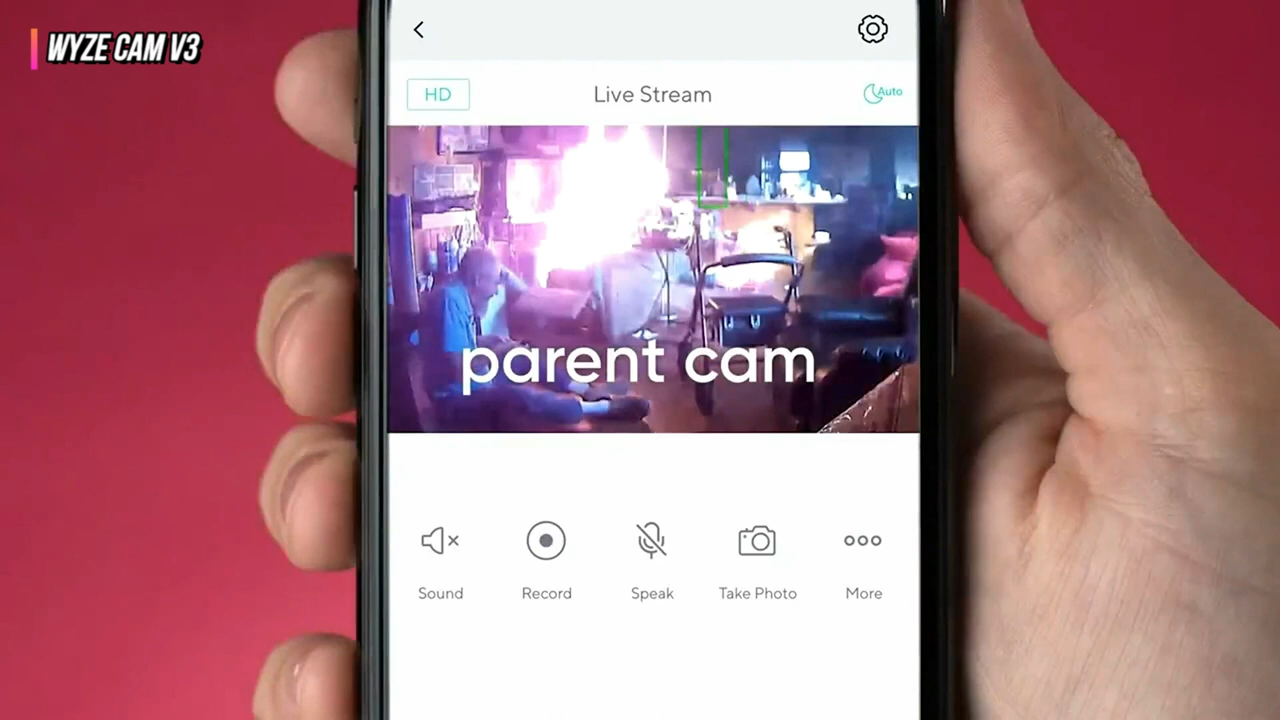 WYZE CAM V3
HD
Live Stream
Auto
parent cam
Sound
Record
Speak
Take Photo
More